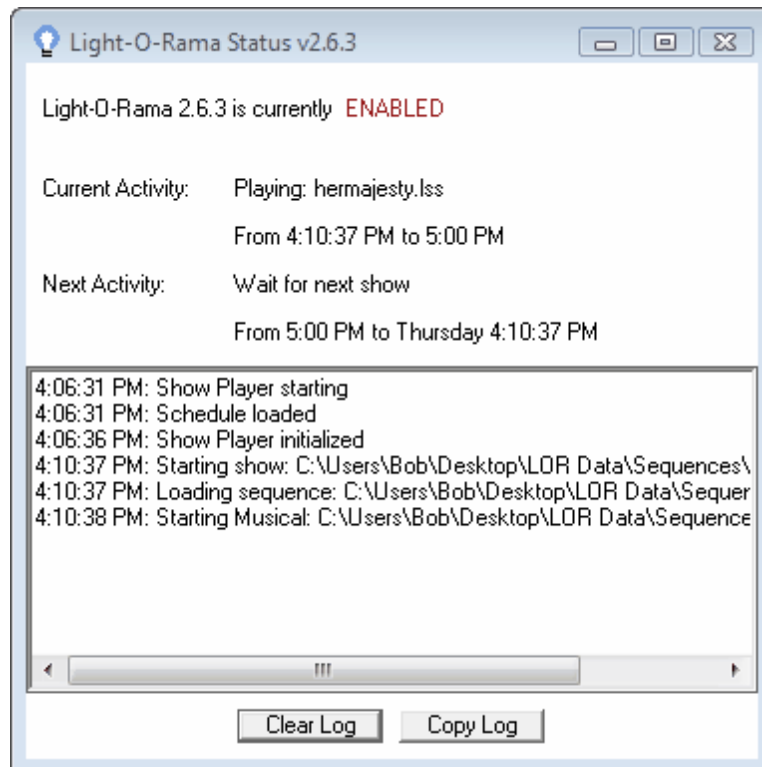 Light-O-Rama Status v2.6.3
Light-O-Rama 2.6.3 is currently ENABLED
Current Activity: Playing: hermajesty.lss
From 4:10:37 PM to 5:00 PM
Next Activity: Wait for next show
From 5:00 PM to Thursday 4:10:37 PM
4:06:31 PM: Show Player starting
4:06:31 PM: Schedule loaded
4:06:36 PM: Show Player initialized
4:10:37 PM: Starting show: C:\Users\Bob\Desktop\LOR Data\Sequences\
4:10:37 PM: Loading sequence: C:\Users\Bob\Desktop\LOR Data\Sequer
4:10:38 PM: Starting Musical: C:\Users\Bob\Desktop\LOR Data\Sequence
Clear Log Copy Log